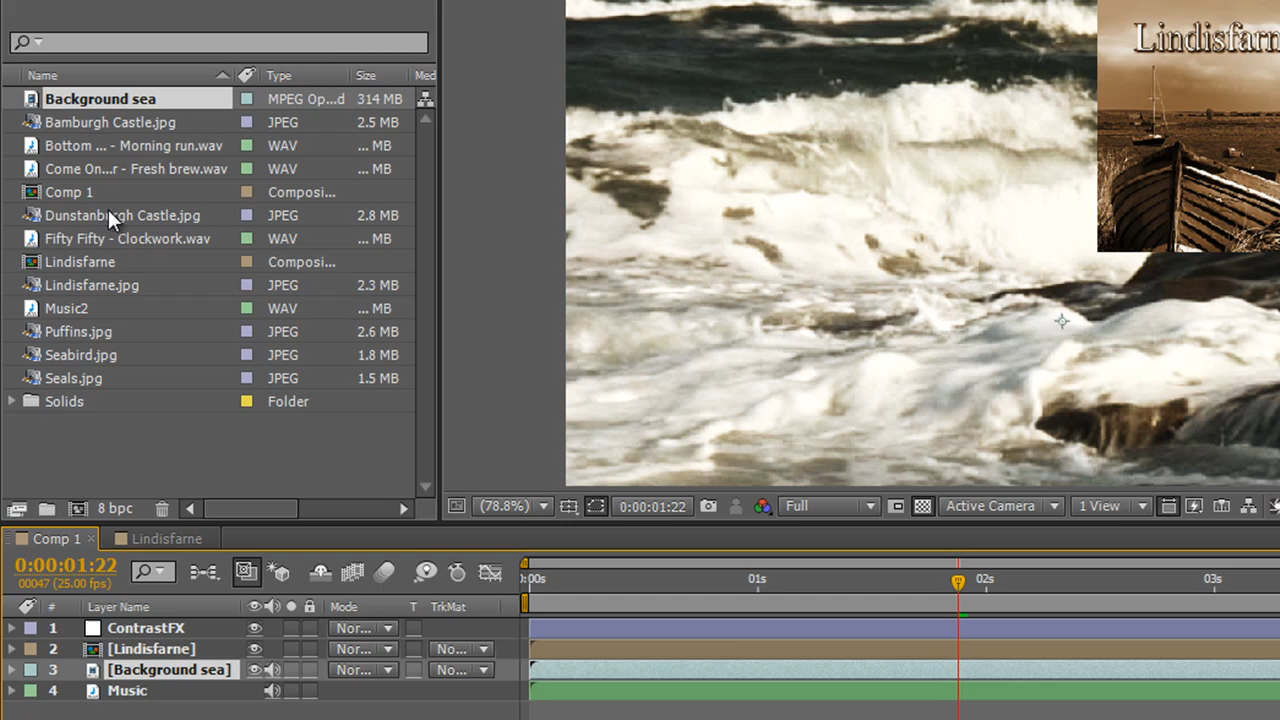 Lindisfarn
Name Type Size Med
Background sea MPEG Op...d 314 MB
Bamburgh Castle.jpg JPEG 2.5 MB
Bottom ... - Morning run.wav WAV ... MB
Come On...r - Fresh brew.wav WAV ... MB
Comp 1 Composi...
Dunstanburgh Castle.jpg JPEG 2.8 MB
Fifty Fifty - Clockwork.wav WAV ... MB
Lindisfarne Composi...
Lindisfarne.jpg JPEG 2.3 MB
Music2 WAV ... MB
Puffins.jpg JPEG 2.6 MB
Seabird.jpg JPEG 1.8 MB
Seals.jpg JPEG 1.5 MB
Solids Folder
8 bpc (78.8%) 0:00:01:22 Full Active Camera 1 View
Comp 1 × Lindisfarne
0:00:01:22
00047 (25.00 fps)
):00s 01s 02s 03s
# Layer Name Mode T TrkMat
1 ContrastFX Nor...
2 [Lindisfarne] Nor... No...
3 [Background sea] Nor... No...
4 Music